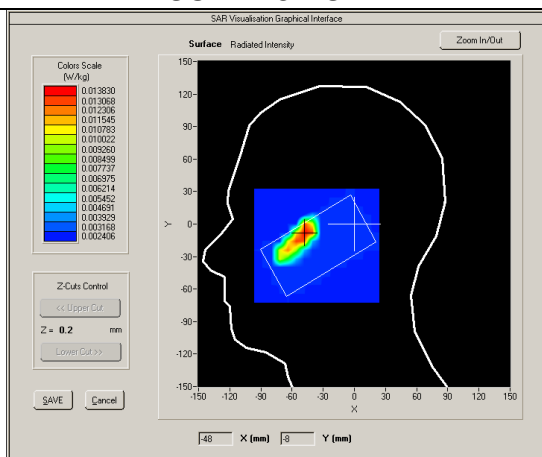 SAR Visualisation Graphical Interface
Surface Radiated Intensity
Zoom In/Out
Colors Scale
(W/kg)
0.013830
0.013068
0.012306
0.011545
0.010783
0.010022
0.009260
0.008499
0.007737
0.006975
0.006214
0.005452
0.004691
0.003929
0.003168
0.002406
Z-Cuts Control
<< Upper Cut
Z = 0.2 mm
Lower Cut >>
SAVE Cancel
150-
120-
90-
60-
30-
0-
-30-
-60-
-90-
-120-
-150-
Y
-150 -120 -90 -60 -30 0 30 60 90 120 150
X
-48 X (mm) -8 Y (mm)